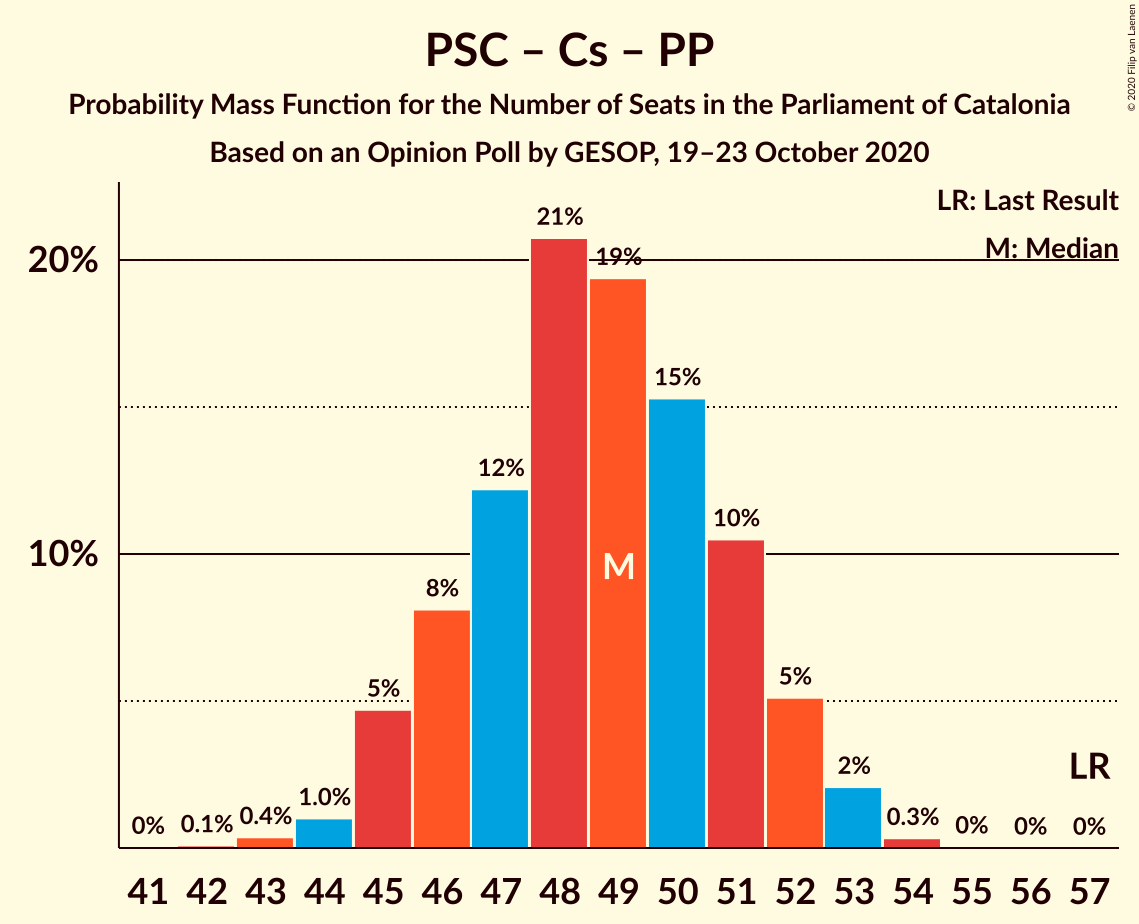 PSC – Cs – PP
Probability Mass Function for the Number of Seats in the Parliament of Catalonia
Based on an Opinion Poll by GESOP, 19–23 October 2020
© 2020 Filip van Laenen
LR: Last Result
M: Median
20%
10%
0%
0.1%
0.4%
1.0%
5%
8%
12%
21%
19%
15%
10%
5%
2%
0.3%
0%
0%
0%
M
LR
41 42 43 44 45 46 47 48 49 50 51 52 53 54 55 56 57